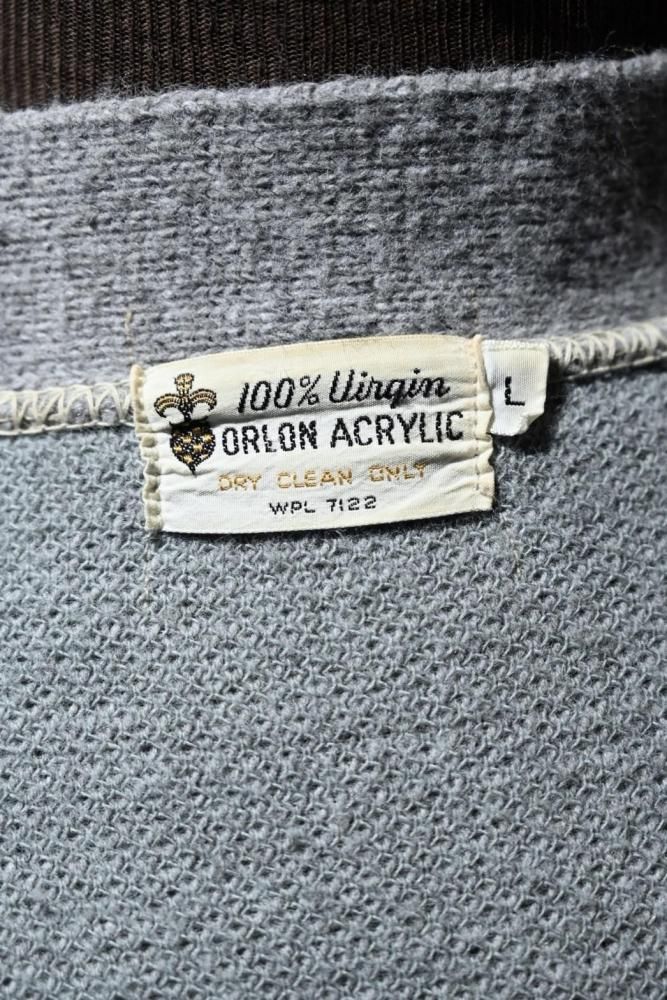 100% Virgin
ORLON ACRYLIC
DRY CLEAN ONLY
WPL 7122
L